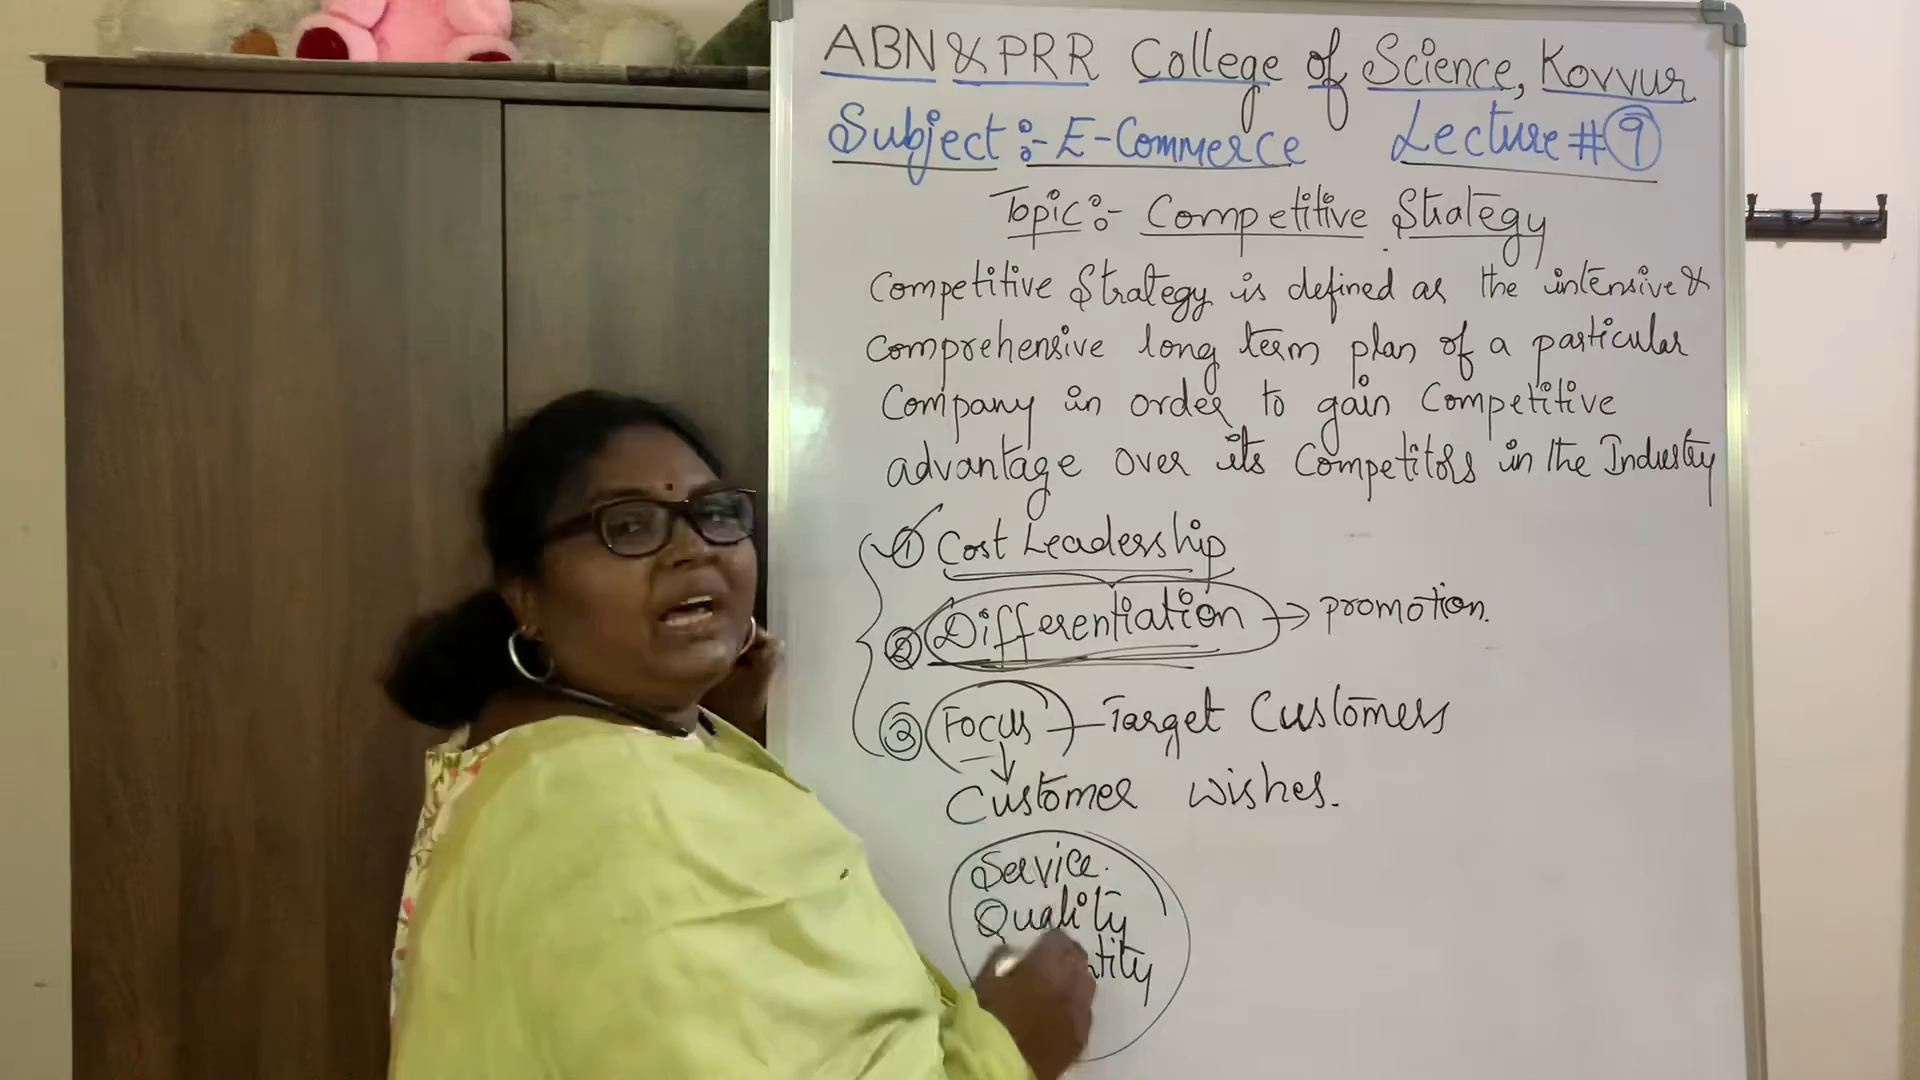 ABN & PRR College of Science, Kovvur
Subject :- E-Commerce Lecture # 9
Topic :- Competitive Strategy
Competitive Strategy is defined as the intensive &
comprehensive long term plan of a particular
Company in order to gain Competitive
advantage over its Competitors in the Industry
① Cost Leadership
② Differentiation → promotion.
③ Focus - Target Customers
Customer wishes.
Service.
Quality